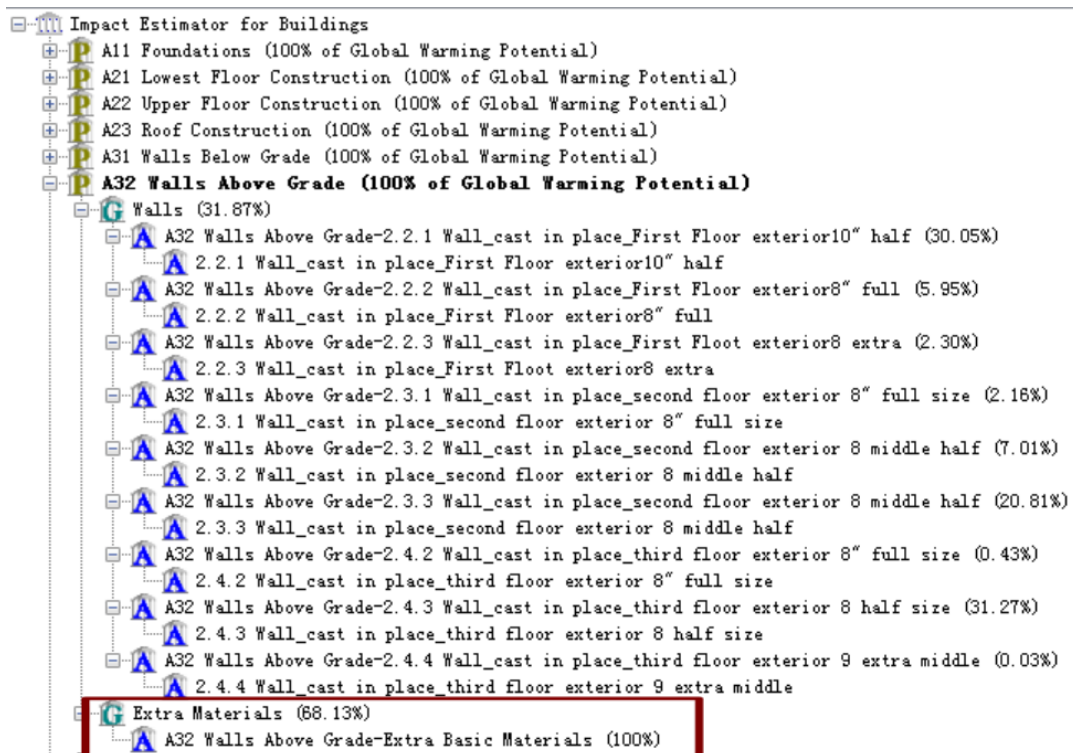 Impact Estimator for Buildings
A11 Foundations (100% of Global Warming Potential)
A21 Lowest Floor Construction (100% of Global Warming Potential)
A22 Upper Floor Construction (100% of Global Warming Potential)
A23 Roof Construction (100% of Global Warming Potential)
A31 Walls Below Grade (100% of Global Warming Potential)
A32 Walls Above Grade (100% of Global Warming Potential)
Walls (31.87%)
A32 Walls Above Grade-2.2.1 Wall_cast in place_First Floor exterior10" half (30.05%)
2.2.1 Wall_cast in place_First Floor exterior10" half
A32 Walls Above Grade-2.2.2 Wall_cast in place_First Floor exterior8" full (5.95%)
2.2.2 Wall_cast in place_First Floor exterior8" full
A32 Walls Above Grade-2.2.3 Wall_cast in place_First Floot exterior8 extra (2.30%)
2.2.3 Wall_cast in place_First Floot exterior8 extra
A32 Walls Above Grade-2.3.1 Wall_cast in place_second floor exterior 8" full size (2.16%)
2.3.1 Wall_cast in place_second floor exterior 8" full size
A32 Walls Above Grade-2.3.2 Wall_cast in place_second floor exterior 8 middle half (7.01%)
2.3.2 Wall_cast in place_second floor exterior 8 middle half
A32 Walls Above Grade-2.3.3 Wall_cast in place_second floor exterior 8 middle half (20.81%)
2.3.3 Wall_cast in place_second floor exterior 8 middle half
A32 Walls Above Grade-2.4.2 Wall_cast in place_third floor exterior 8" full size (0.43%)
2.4.2 Wall_cast in place_third floor exterior 8" full size
A32 Walls Above Grade-2.4.3 Wall_cast in place_third floor exterior 8 half size (31.27%)
2.4.3 Wall_cast in place_third floor exterior 8 half size
A32 Walls Above Grade-2.4.4 Wall_cast in place_third floor exterior 9 extra middle (0.03%)
2.4.4 Wall_cast in place_third floor exterior 9 extra middle
Extra Materials (68.13%)
A32 Walls Above Grade-Extra Basic Materials (100%)